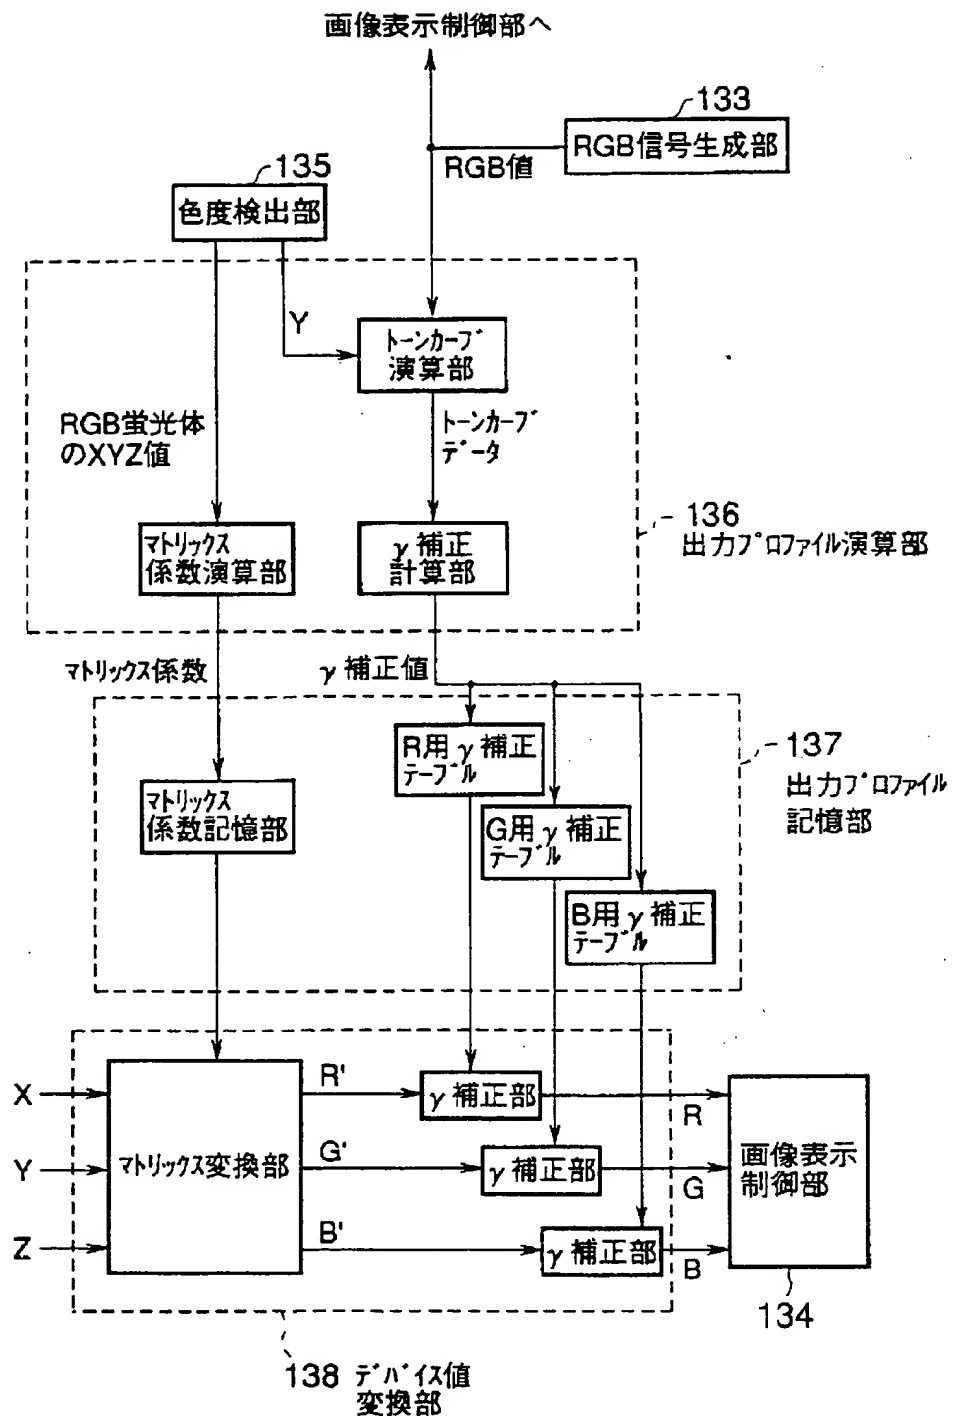 画像表示制御部へ
133
RGB信号生成部
RGB値
135
色度検出部
Y
トーンカーブ
演算部
RGB蛍光体
のXYZ値
トーンカーブ
データ
136
出力プロファイル演算部
マトリックス
係数演算部
γ補正
計算部
マトリックス係数
γ補正値
R用γ補正
テーブル
137
出力プロファイル
記憶部
マトリックス
係数記憶部
G用γ補正
テーブル
B用γ補正
テーブル
X
R'
γ補正部
R
Y
マトリックス変換部
G'
γ補正部
G
画像表示
制御部
Z
B'
γ補正部
B
134
138 デバイス値
変換部